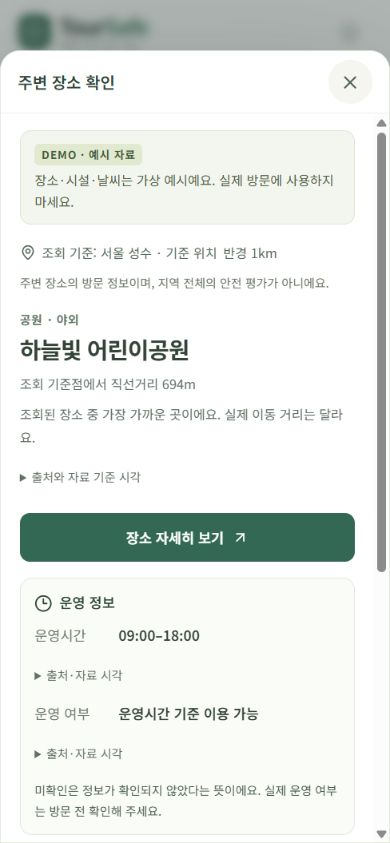 TourSafe
주변 장소 확인
DEMO · 예시 자료
장소·시설·날씨는 가상 예시예요. 실제 방문에 사용하지
마세요.
조회 기준: 서울 성수 · 기준 위치 반경 1km
주변 장소의 방문 정보이며, 지역 전체의 안전 평가가 아니에요.
공원 · 야외
하늘빛 어린이공원
조회 기준점에서 직선거리 694m
조회된 장소 중 가장 가까운 곳이에요. 실제 이동 거리는 달라
요.
▶ 출처와 자료 기준 시각
장소 자세히 보기 ↗
운영 정보
운영시간 09:00–18:00
▶ 출처·자료 시각
운영 여부 운영시간 기준 이용 가능
▶ 출처·자료 시각
미확인은 정보가 확인되지 않았다는 뜻이에요. 실제 운영 여부
는 방문 전 확인해 주세요.